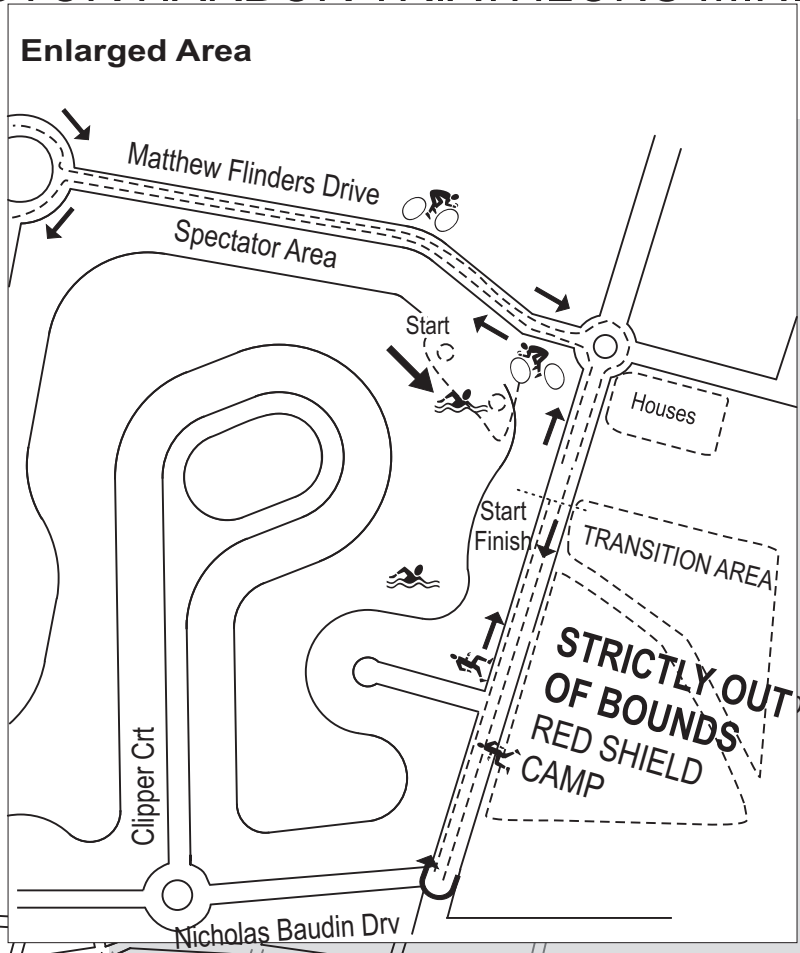 Enlarged Area
Matthew Flinders Drive
Spectator Area
Start
Houses
Start
Finish
TRANSITION AREA
STRICTLY OUT
OF BOUNDS
RED SHIELD
CAMP
Clipper Crt
Nicholas Baudin Drv